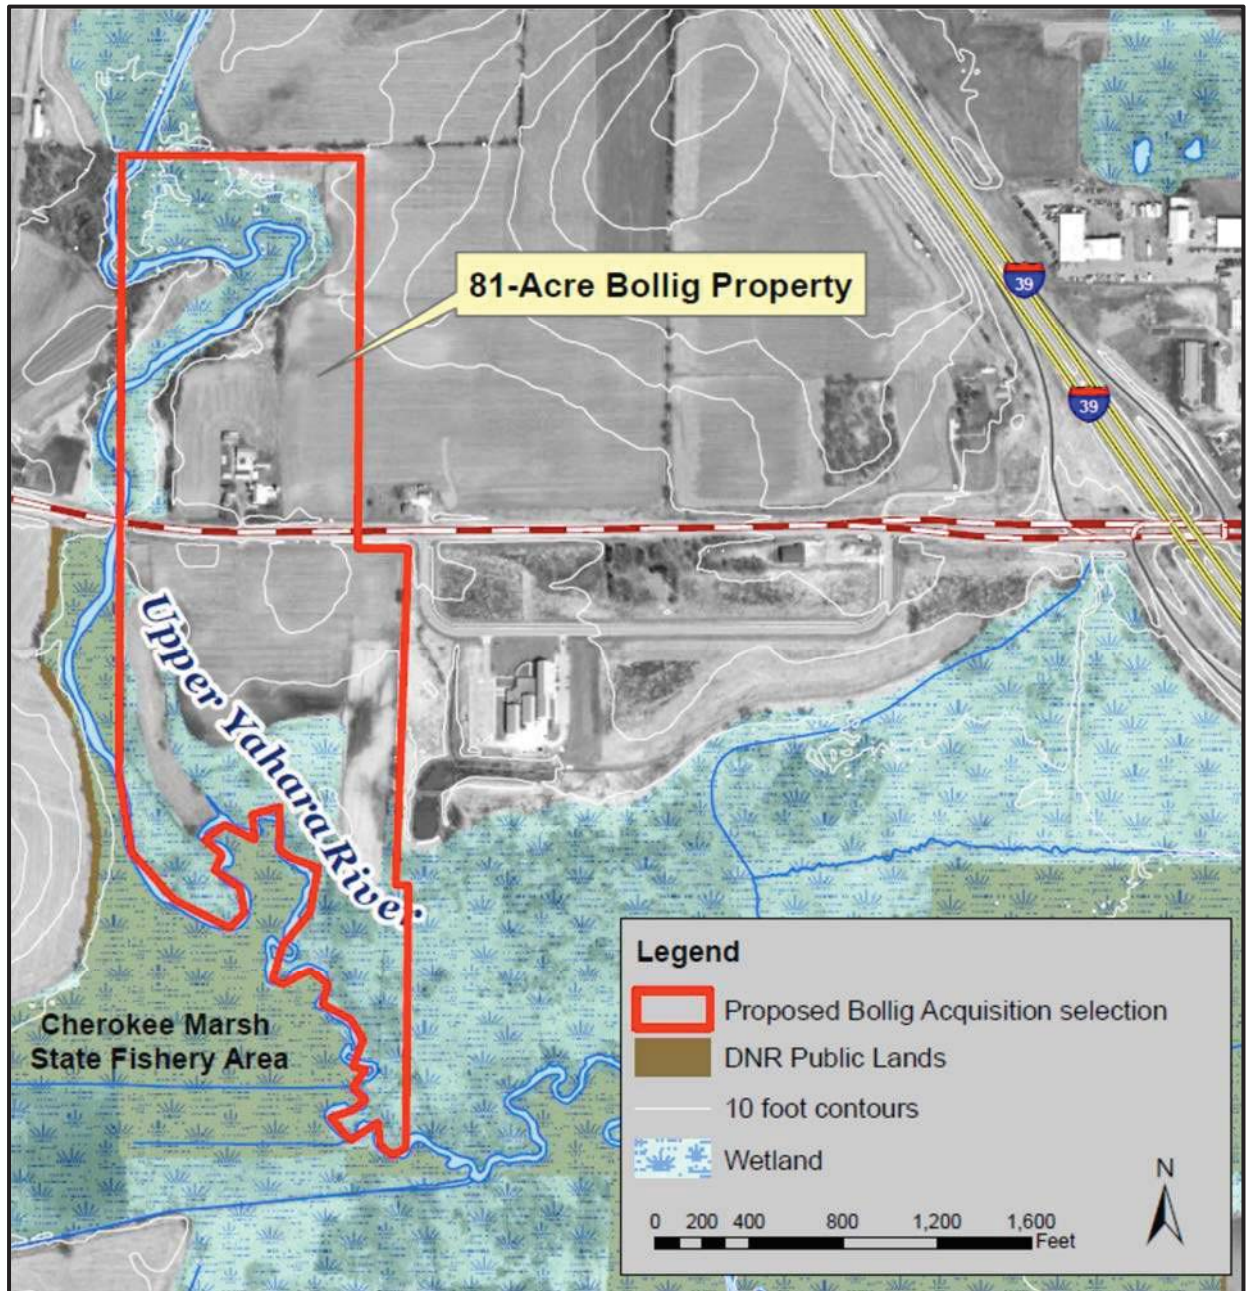 81-Acre Bollig Property
39
39
Upper Yahara River
Cherokee Marsh
State Fishery Area
Legend
Proposed Bollig Acquisition selection
DNR Public Lands
10 foot contours
Wetland
N
0 200 400 800 1,200 1,600
Feet